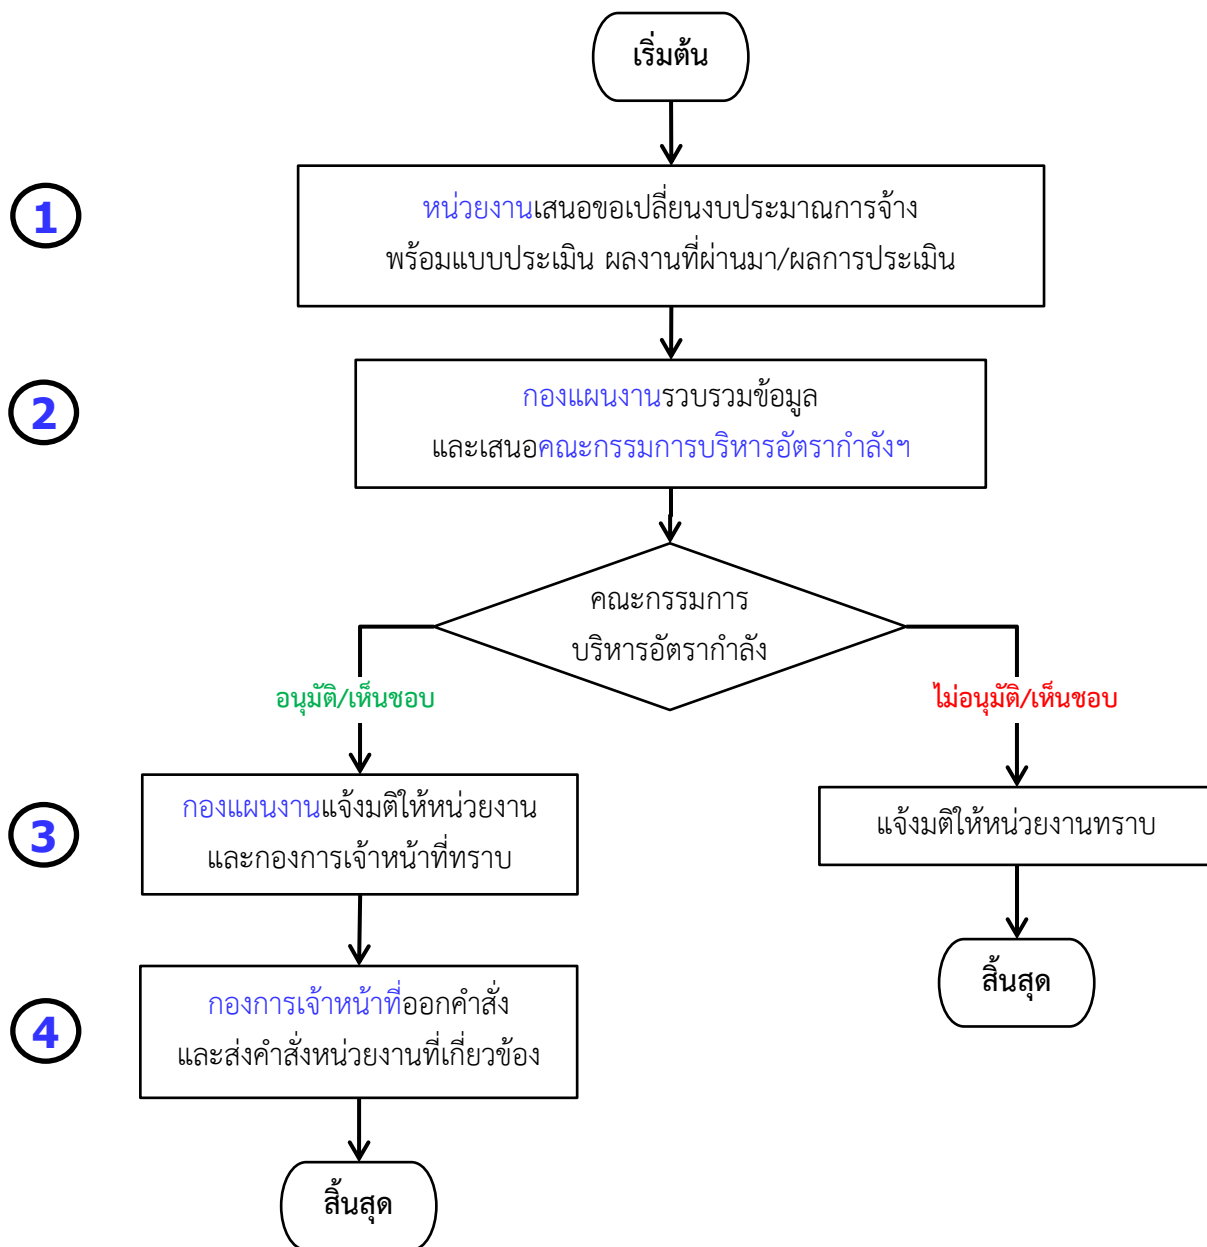 เริ่มต้น
1
หน่วยงานเสนอขอเปลี่ยนงบประมาณการจ้าง
พร้อมแบบประเมิน ผลงานที่ผ่านมา/ผลการประเมิน
2
กองแผนงานรวบรวมข้อมูล
และเสนอคณะกรรมการบริหารอัตรากำลังฯ
คณะกรรมการ
บริหารอัตรากำลัง
อนุมัติ/เห็นชอบ
ไม่อนุมัติ/เห็นชอบ
3
กองแผนงานแจ้งมติให้หน่วยงาน
และกองการเจ้าหน้าที่ทราบ
แจ้งมติให้หน่วยงานทราบ
4
กองการเจ้าหน้าที่ออกคำสั่ง
และส่งคำสั่งหน่วยงานที่เกี่ยวข้อง
สิ้นสุด
สิ้นสุด